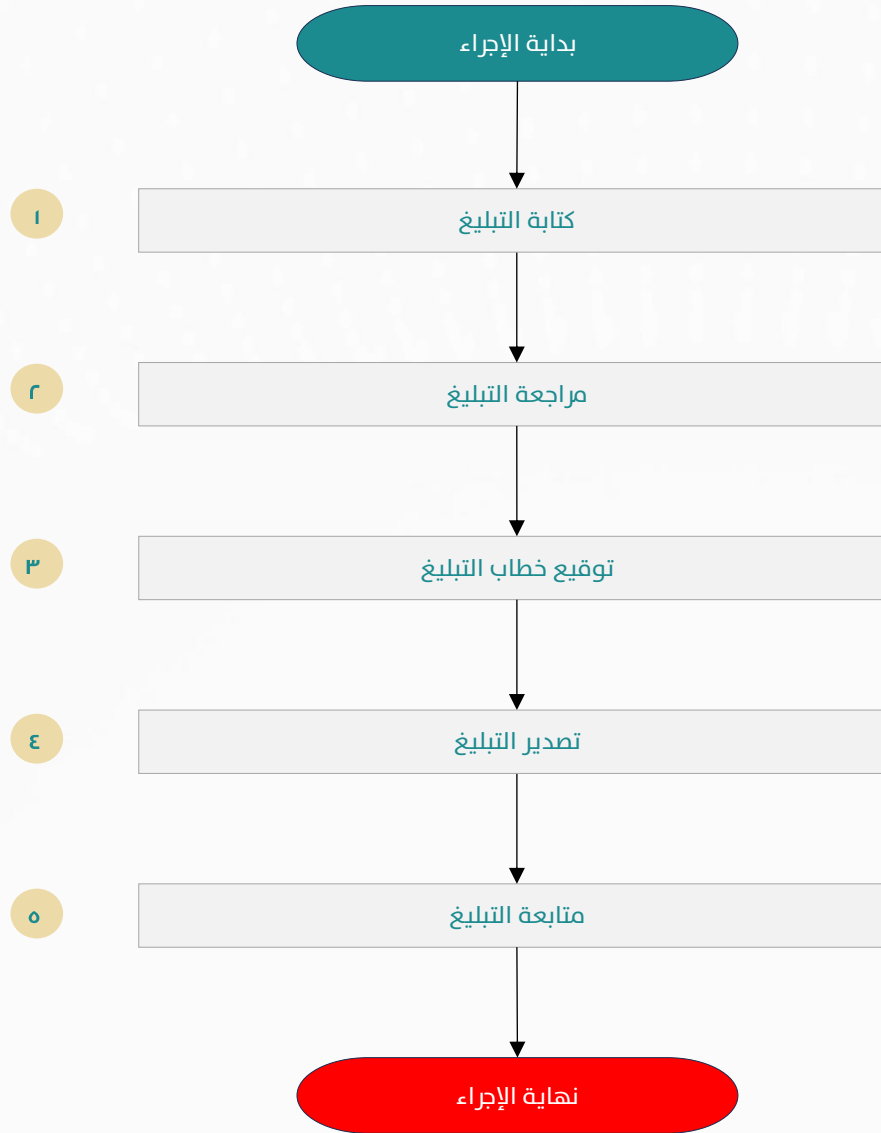 بداية الإجراء
١
كتابة التبليغ
٢
مراجعة التبليغ
٣
توقيع خطاب التبليغ
٤
تصدير التبليغ
٥
متابعة التبليغ
نهاية الإجراء